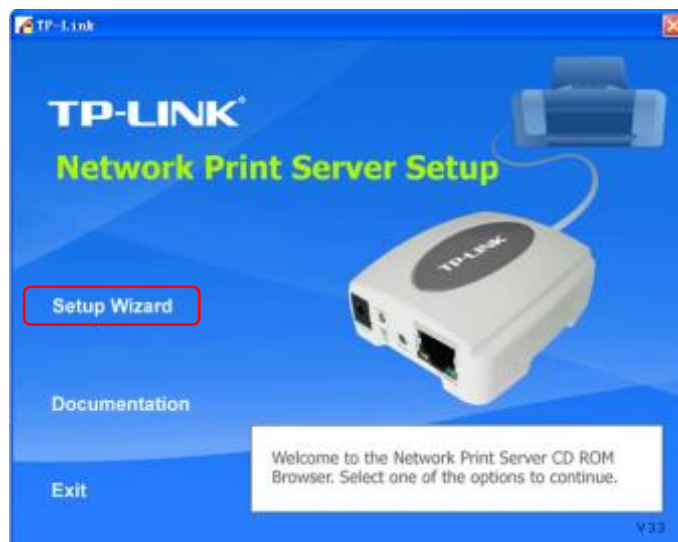 TP-Link
TP-LINK®
Network Print Server Setup
TP-LINK
Setup Wizard
Documentation
Welcome to the Network Print Server CD ROM
Browser. Select one of the options to continue.
Exit
V 3.3